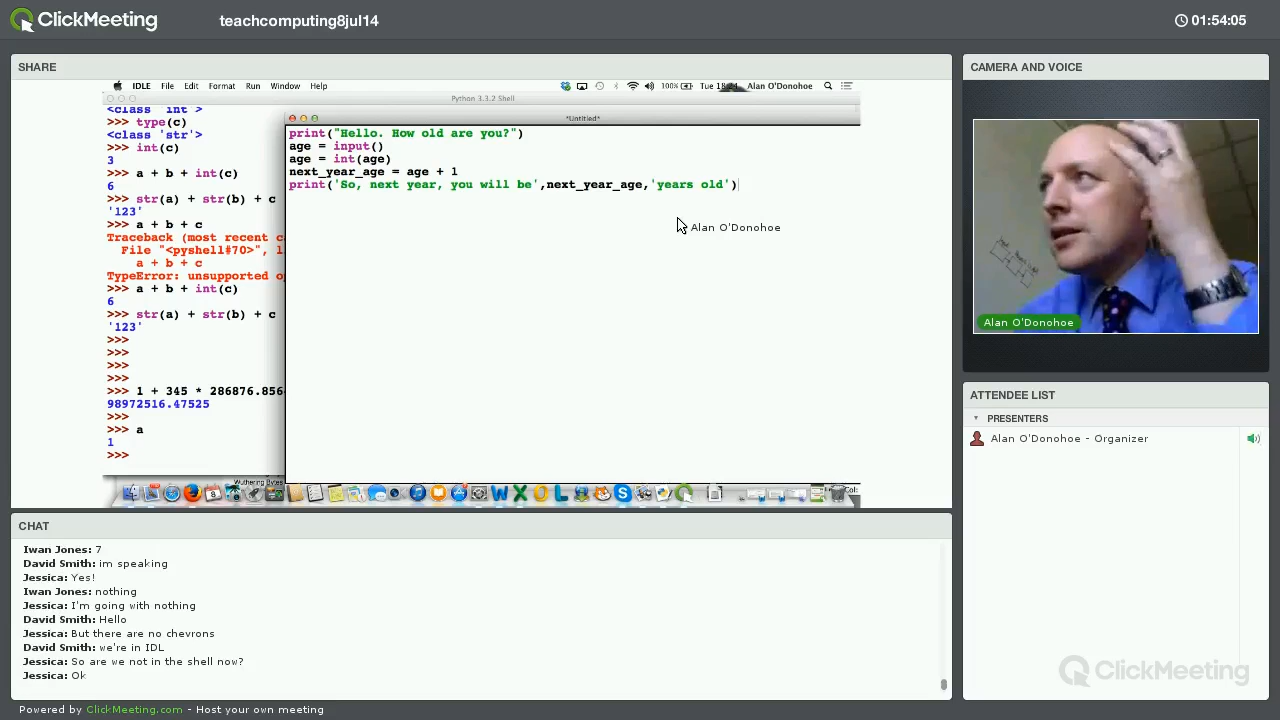 ClickMeeting
teachcomputing8jul14
01:54:05
SHARE
IDLE File Edit Format Run Window Help
100%
Tue 18:24
Alan O'Donohoe
Python 3.3.2 Shell
<class 'int'>
>>> type(c)
<class 'str'>
>>> int(c)
3
>>> a + b + int(c)
6
>>> str(a) + str(b) + c
'123'
>>> a + b + c
Traceback (most recent c
File "<pyshell#70>", l
a + b + c
TypeError: unsupported op
>>> a + b + int(c)
6
>>> str(a) + str(b) + c
'123'
>>>
>>>
>>>
>>>
>>> 1 + 345 * 286876.856
98972516.47525
>>>
>>> a
1
>>>
*Untitled*
print("Hello. How old are you?")
age = input()
age = int(age)
next_year_age = age + 1
print('So, next year, you will be',next_year_age,'years old')
Alan O'Donohoe
Wuthering Bytes
CAMERA AND VOICE
Alan O'Donohoe
ATTENDEE LIST
PRESENTERS
Alan O'Donohoe - Organizer
CHAT
Iwan Jones: 7
David Smith: im speaking
Jessica: Yes!
Iwan Jones: nothing
Jessica: I'm going with nothing
David Smith: Hello
Jessica: But there are no chevrons
David Smith: we're in IDL
Jessica: So are we not in the shell now?
Jessica: Ok
ClickMeeting
Powered by ClickMeeting.com - Host your own meeting